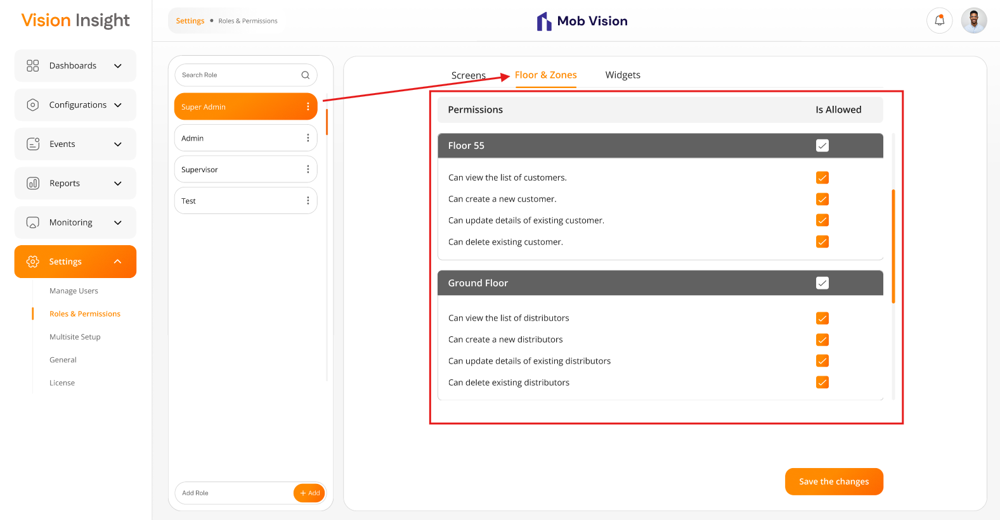 Vision Insight
Settings • Roles & Permissions
Mob Vision
Dashboards
Configurations
Events
Reports
Monitoring
Settings
Manage Users
Roles & Permissions
Multisite Setup
General
License
Search Role
Super Admin
Admin
Supervisor
Test
Add Role
+ Add
Screens
Floor & Zones
Widgets
Permissions Is Allowed
Floor 55
Can view the list of customers.
Can create a new customer.
Can update details of existing customer.
Can delete existing customer.
Ground Floor
Can view the list of distributors
Can create a new distributors
Can update details of existing distributors
Can delete existing distributors
Save the changes